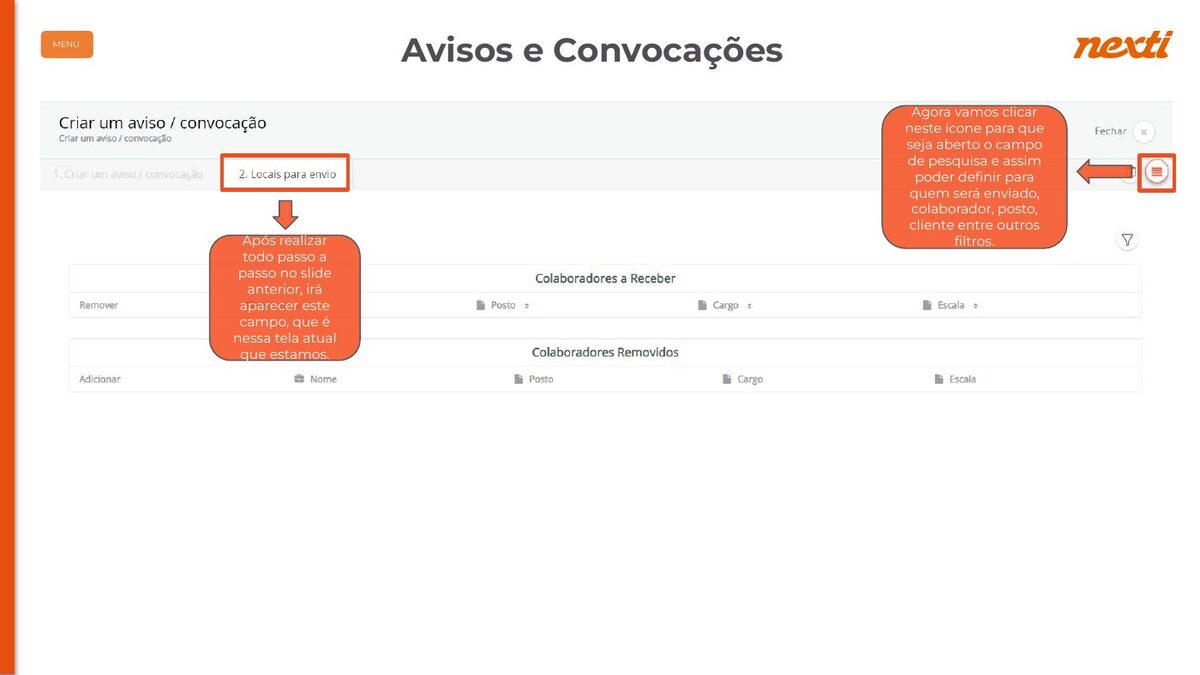 MENU
Avisos e Convocações
nexti
Criar um aviso / convocação
Criar um aviso / convocação
Fechar
1. Criar um aviso / convocação
2. Locais para envio
Agora vamos clicar
neste ícone para que
seja aberto o campo
de pesquisa e assim
poder definir para
quem será enviado,
colaborador, posto,
cliente entre outros
filtros.
Após realizar
todo passo a
passo no slide
anterior, irá
aparecer este
campo, que é
nessa tela atual
que estamos.
Colaboradores a Receber
Remover Posto Cargo Escala
Colaboradores Removidos
Adicionar Nome Posto Cargo Escala